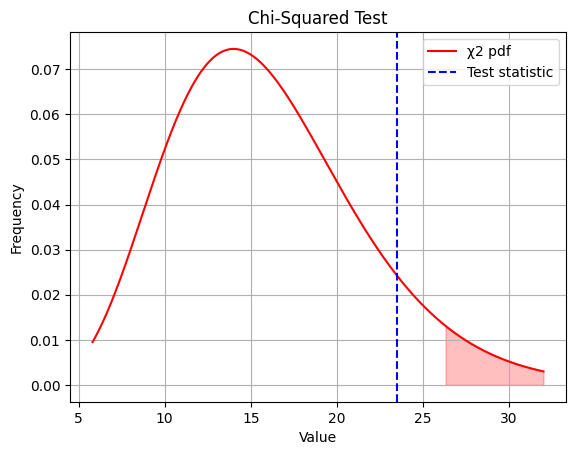 Chi-Squared Test
χ2 pdf
Test statistic
Frequency
0.07
0.06
0.05
0.04
0.03
0.02
0.01
0.00
5 10 15 20 25 30
Value